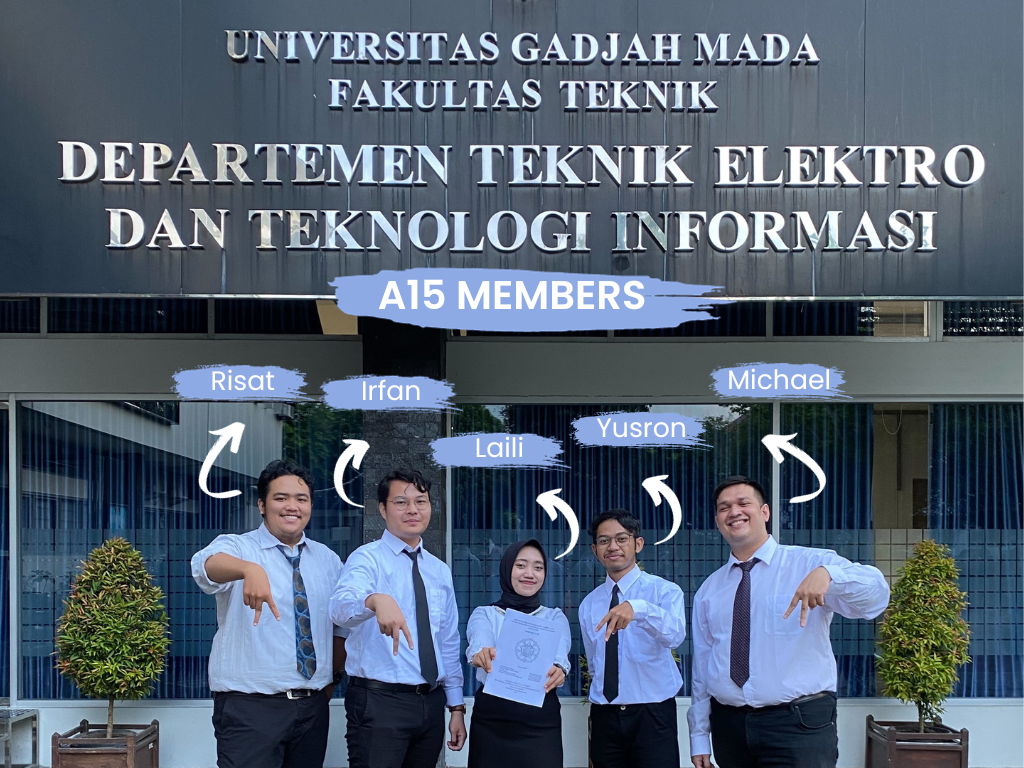 UNIVERSITAS GADJAH MADA
FAKULTAS TEKNIK
DEPARTEMEN TEKNIK ELEKTRO
DAN TEKNOLOGI INFORMASI
A15 MEMBERS
Risat
Irfan
Laili
Yusron
Michael